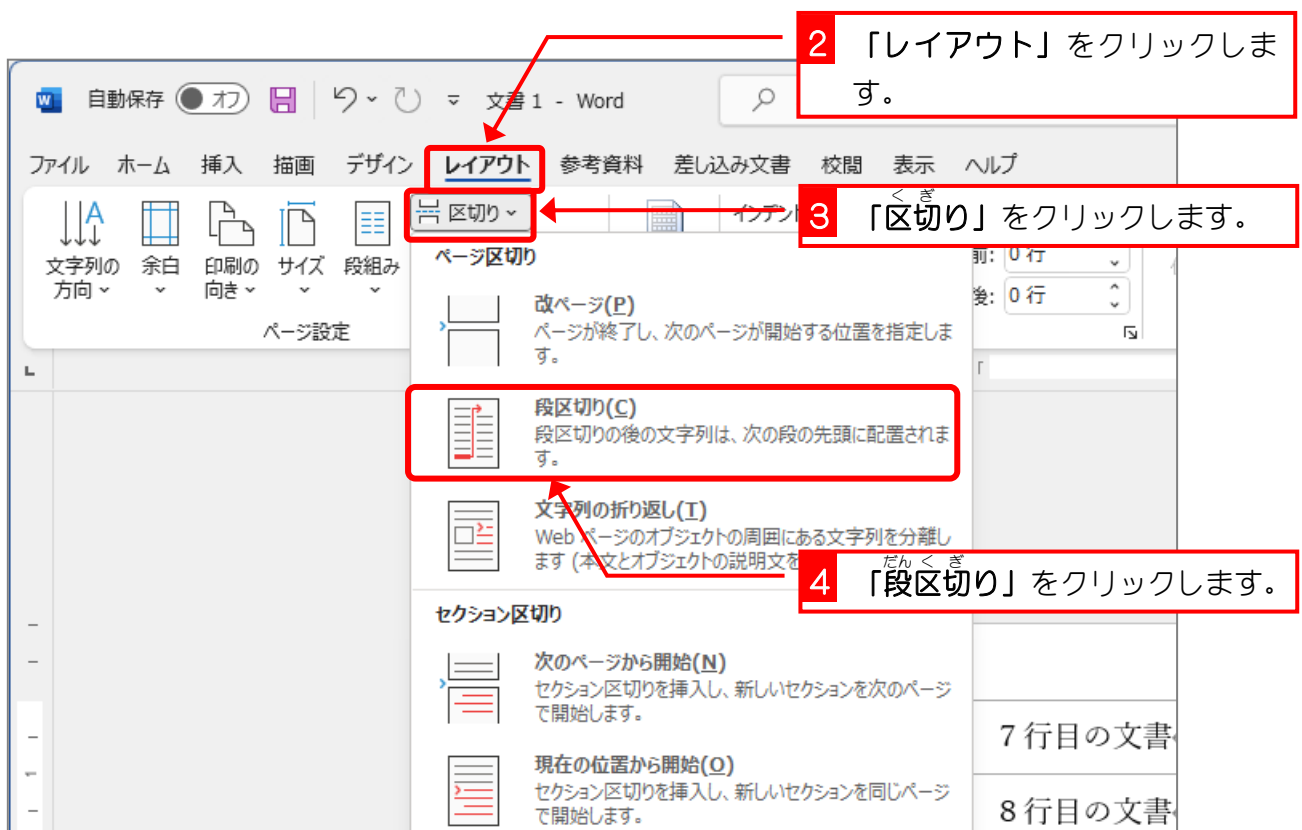 2 「レイアウト」をクリックしま
す。
自動保存 オフ 文書 1 - Word
ファイル ホーム 挿入 描画 デザイン レイアウト 参考資料 差し込み文書 校閲 表示 ヘルプ
区切り
インデント
くぎ
3 「区切り」をクリックします。
文字列の
方向
余白
印刷の
向き
サイズ
段組み
ページ設定
前: 0 行
後: 0 行
ページ区切り
改ページ(P)
ページが終了し、次のページが開始する位置を指定しま
す。
段区切り(C)
段区切りの後の文字列は、次の段の先頭に配置されま
す。
文字列の折り返し(T)
Web ページのオブジェクトの周囲にある文字列を分離し
ます (本文とオブジェクトの説明文を
だんくぎ
4 「段区切り」をクリックします。
セクション区切り
次のページから開始(N)
セクション区切りを挿入し、新しいセクションを次のページ
で開始します。
現在の位置から開始(O)
セクション区切りを挿入し、新しいセクションを同じページ
で開始します。
7 行目の文書
8 行目の文書